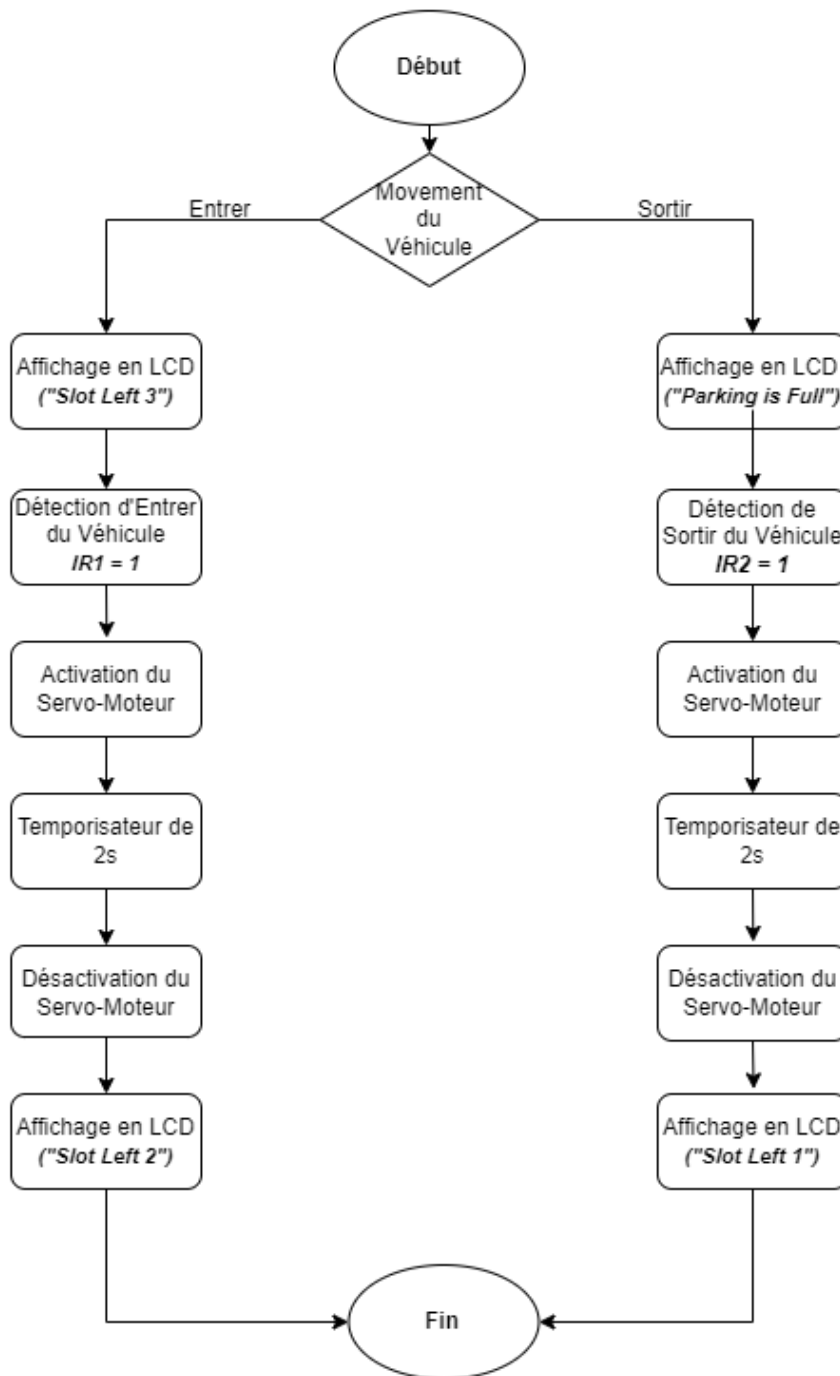 Début
Movement
du
Véhicule
Entrer
Sortir
Affichage en LCD
("Slot Left 3")
Détection d'Entrer
du Véhicule
IR1 = 1
Activation du
Servo-Moteur
Temporisateur de
2s
Désactivation du
Servo-Moteur
Affichage en LCD
("Slot Left 2")
Affichage en LCD
("Parking is Full")
Détection de
Sortir du Véhicule
IR2 = 1
Activation du
Servo-Moteur
Temporisateur de
2s
Désactivation du
Servo-Moteur
Affichage en LCD
("Slot Left 1")
Fin